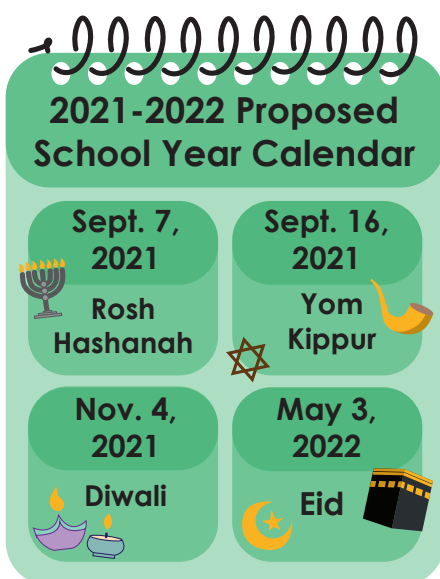 2021-2022 Proposed
School Year Calendar
Sept. 7,
2021
Rosh
Hashanah
Sept. 16,
2021
Yom
Kippur
Nov. 4,
2021
Diwali
May 3,
2022
Eid